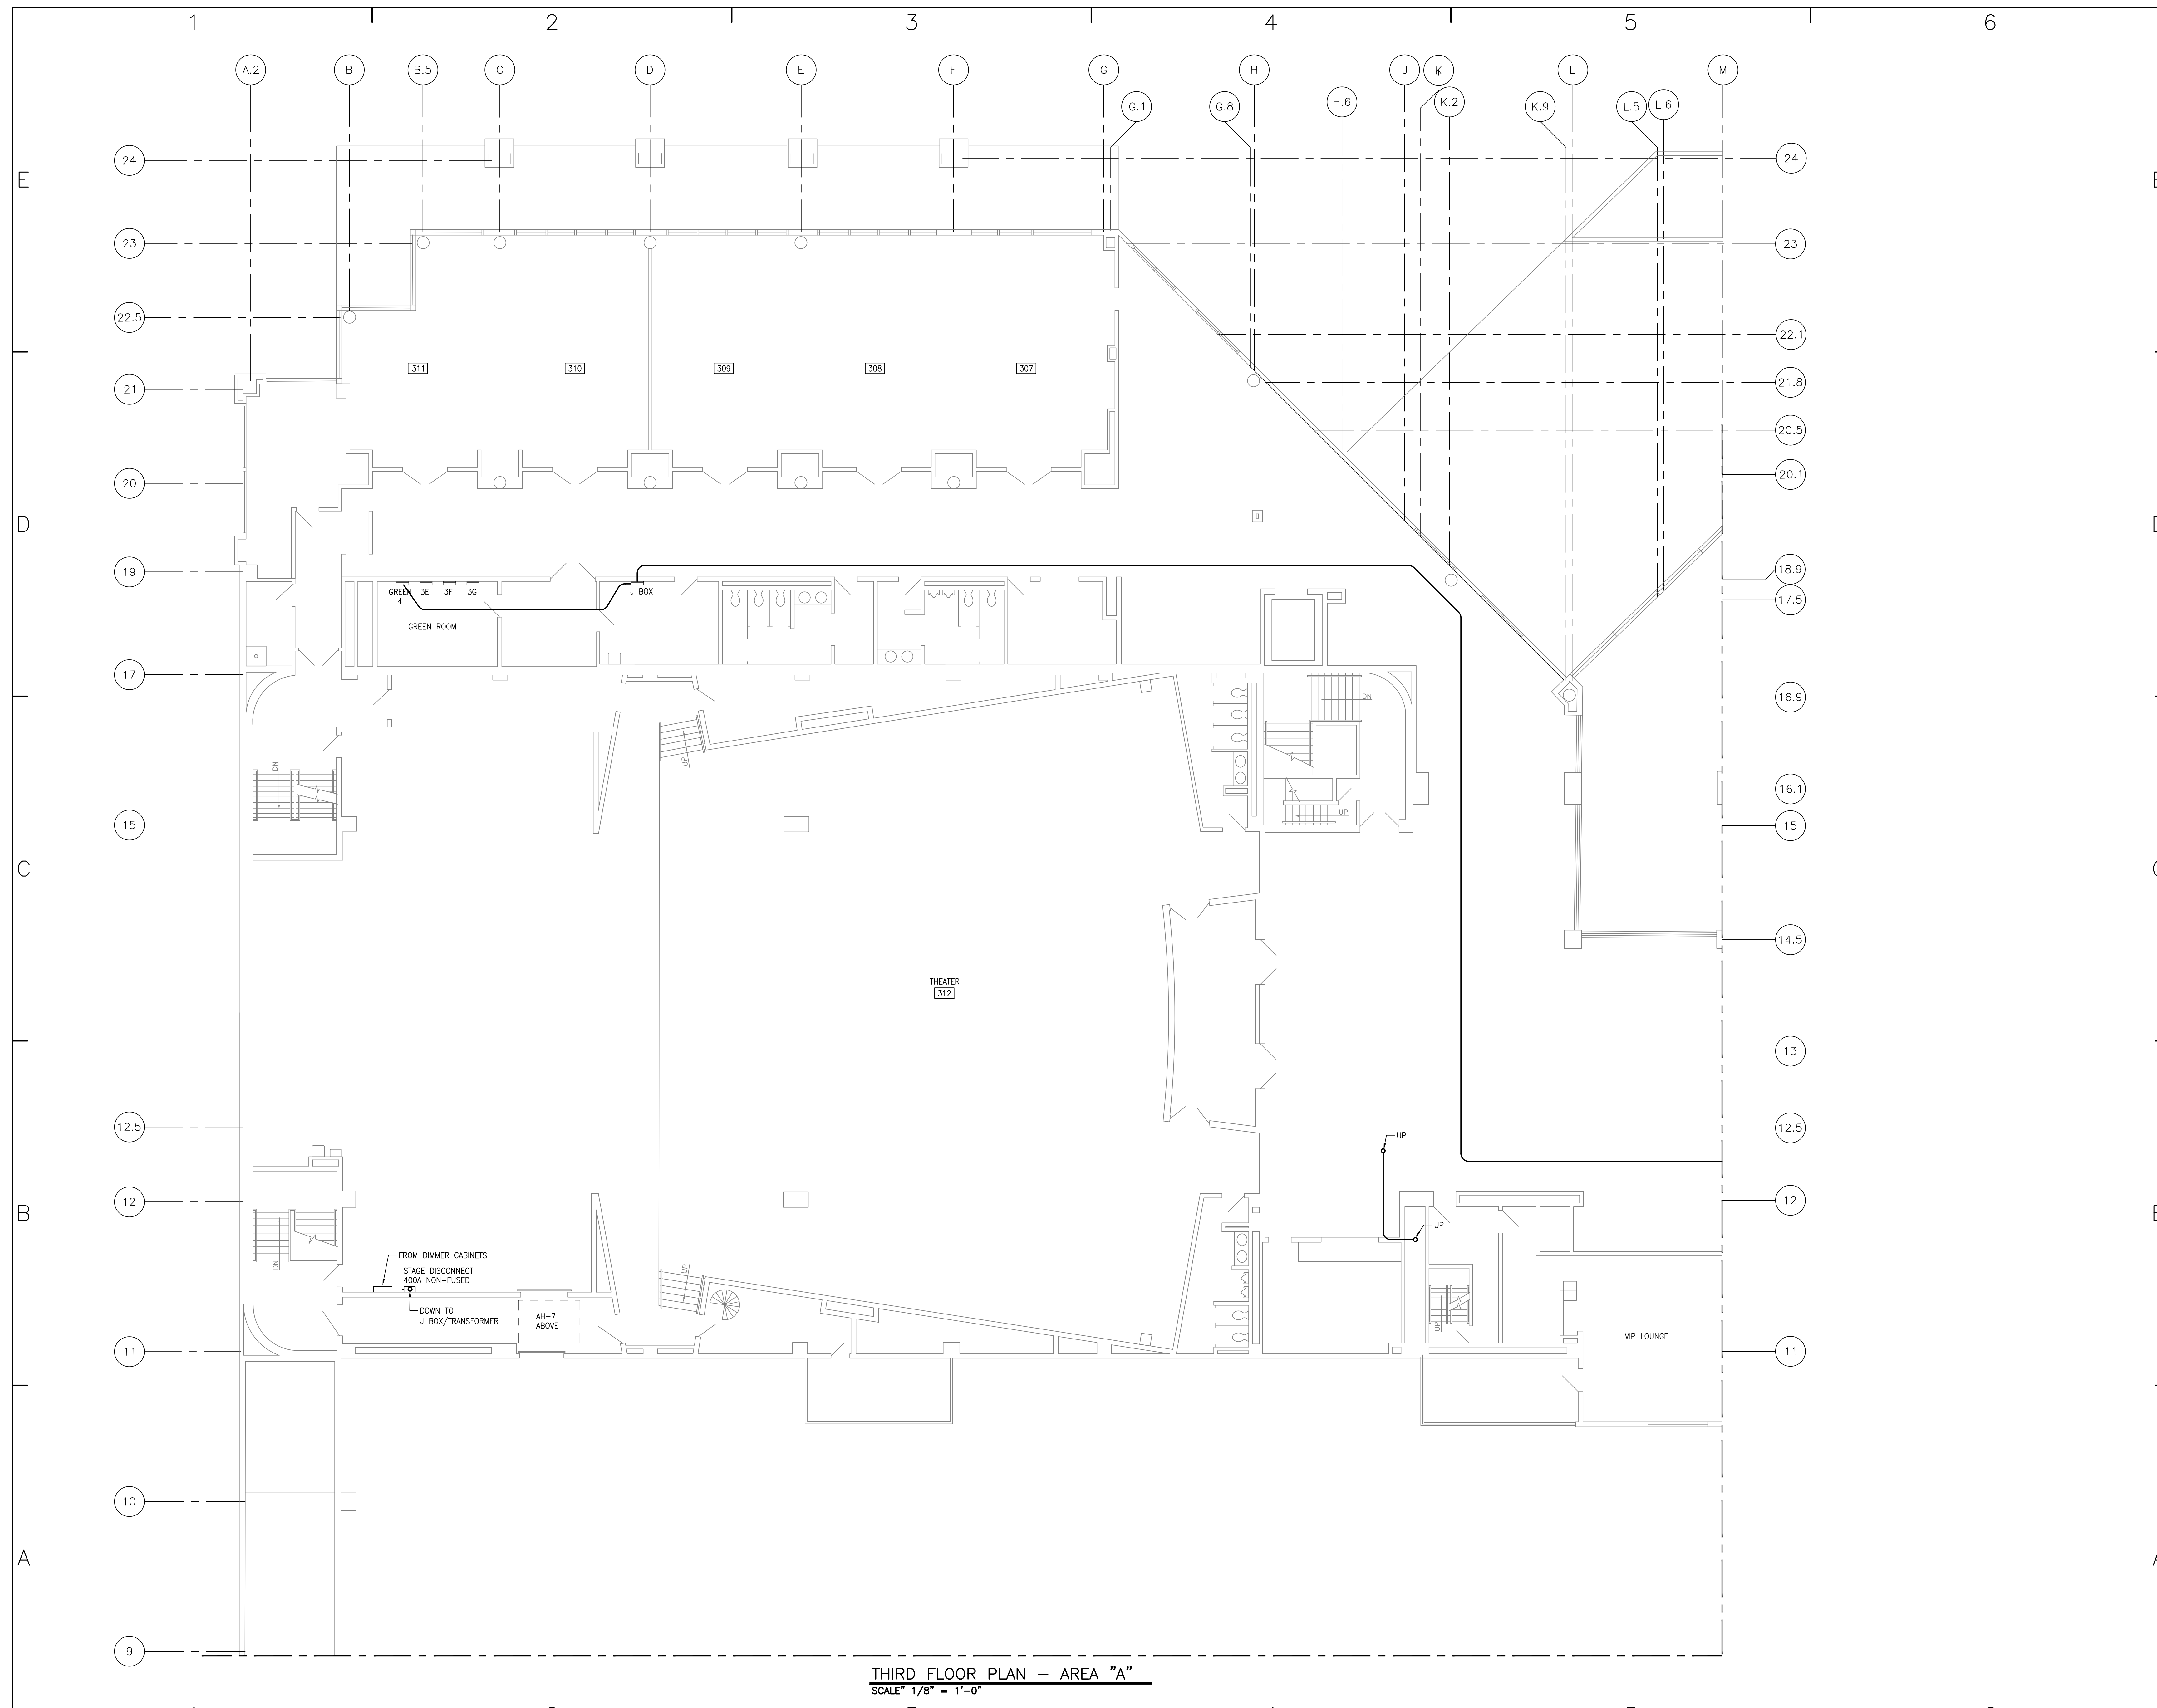 1 2 3 4 5 6
A.2 B B.5 C D E F G H J K L M
G.1 G.8 H.6 K.2 K.9 L.5 L.6
24 24
E
23 23
22.5 22.1
311 310 309 308 307
21 21.8
20.5
20 20.1
D
19 18.9
GREEN 4 3E 3F 3G J BOX
17.5
GREEN ROOM
17 16.9
DN
UP
DN
16.1
UP
15 15
C
14.5
THEATER
312
13
12.5 12.5
UP
12 12
B
UP
FROM DIMMER CABINETS
DN
UP
STAGE DISCONNECT
400A NON-FUSED
DOWN TO
J BOX/TRANSFORMER
AH-7
ABOVE
UP
VIP LOUNGE
11 11
10
A
9
THIRD FLOOR PLAN – AREA "A"
SCALE" 1/8" = 1'-0"